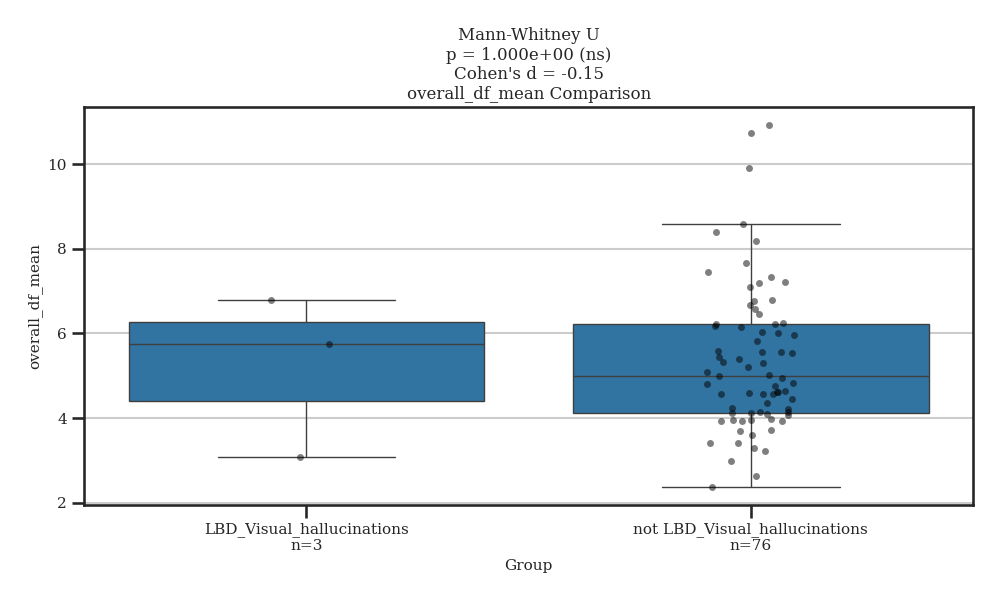 Mann-Whitney U
p = 1.000e+00 (ns)
Cohen's d = -0.15
overall_df_mean Comparison
overall_df_mean
10
8
6
4
2
LBD_Visual_hallucinations
n=3
not LBD_Visual_hallucinations
n=76
Group